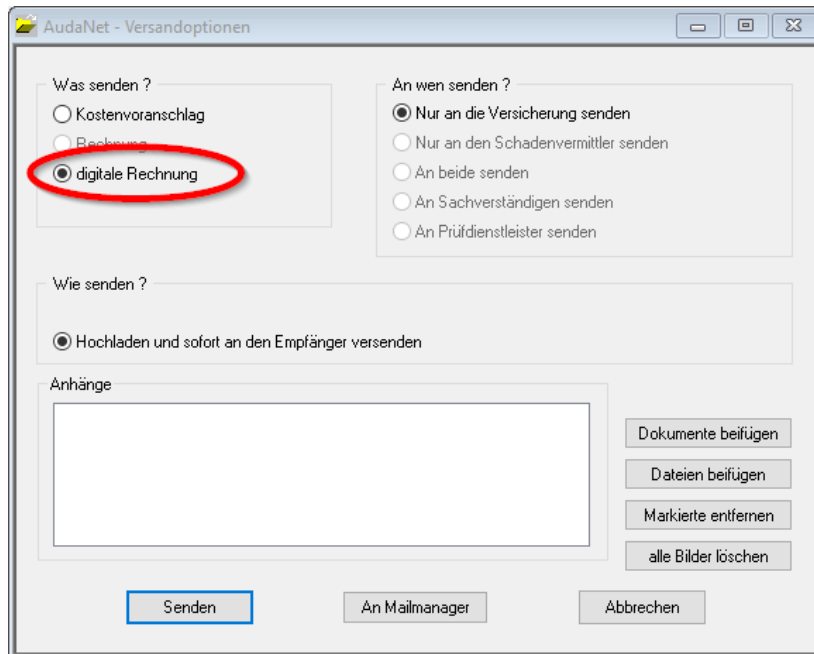 AudaNet - Versandoptionen
Was senden ?
Kostenvoranschlag
Rechnung
digitale Rechnung
An wen senden ?
Nur an die Versicherung senden
Nur an den Schadenvermittler senden
An beide senden
An Sachverständigen senden
An Prüfdienstleister senden
Wie senden ?
Hochladen und sofort an den Empfänger versenden
Anhänge
Dokumente beifügen
Dateien beifügen
Markierte entfernen
alle Bilder löschen
Senden
An Mailmanager
Abbrechen